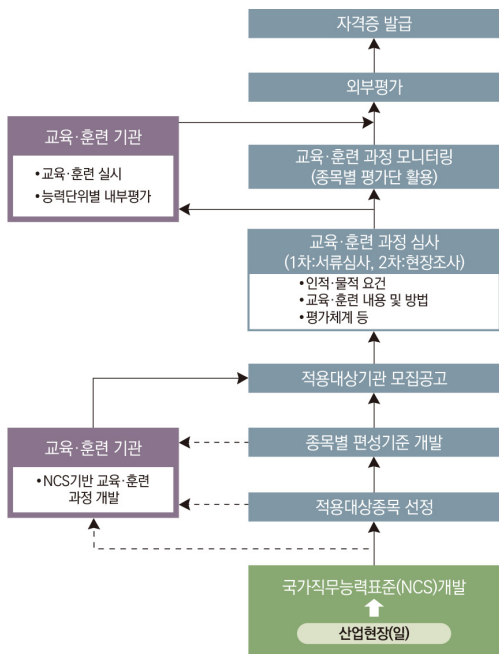 자격증 발급
외부평가
교육·훈련 기관
•교육·훈련 실시
•능력단위별 내부평가
교육·훈련 과정 모니터링
(종목별 평가단 활용)
교육·훈련 과정 심사
(1차:서류심사, 2차:현장조사)
•인적·물적 요건
•교육·훈련 내용 및 방법
•평가체계 등
적용대상기관 모집공고
교육·훈련 기관
•NCS기반 교육·훈련
과정 개발
종목별 편성기준 개발
적용대상종목 선정
국가직무능력표준(NCS)개발
산업현장(일)